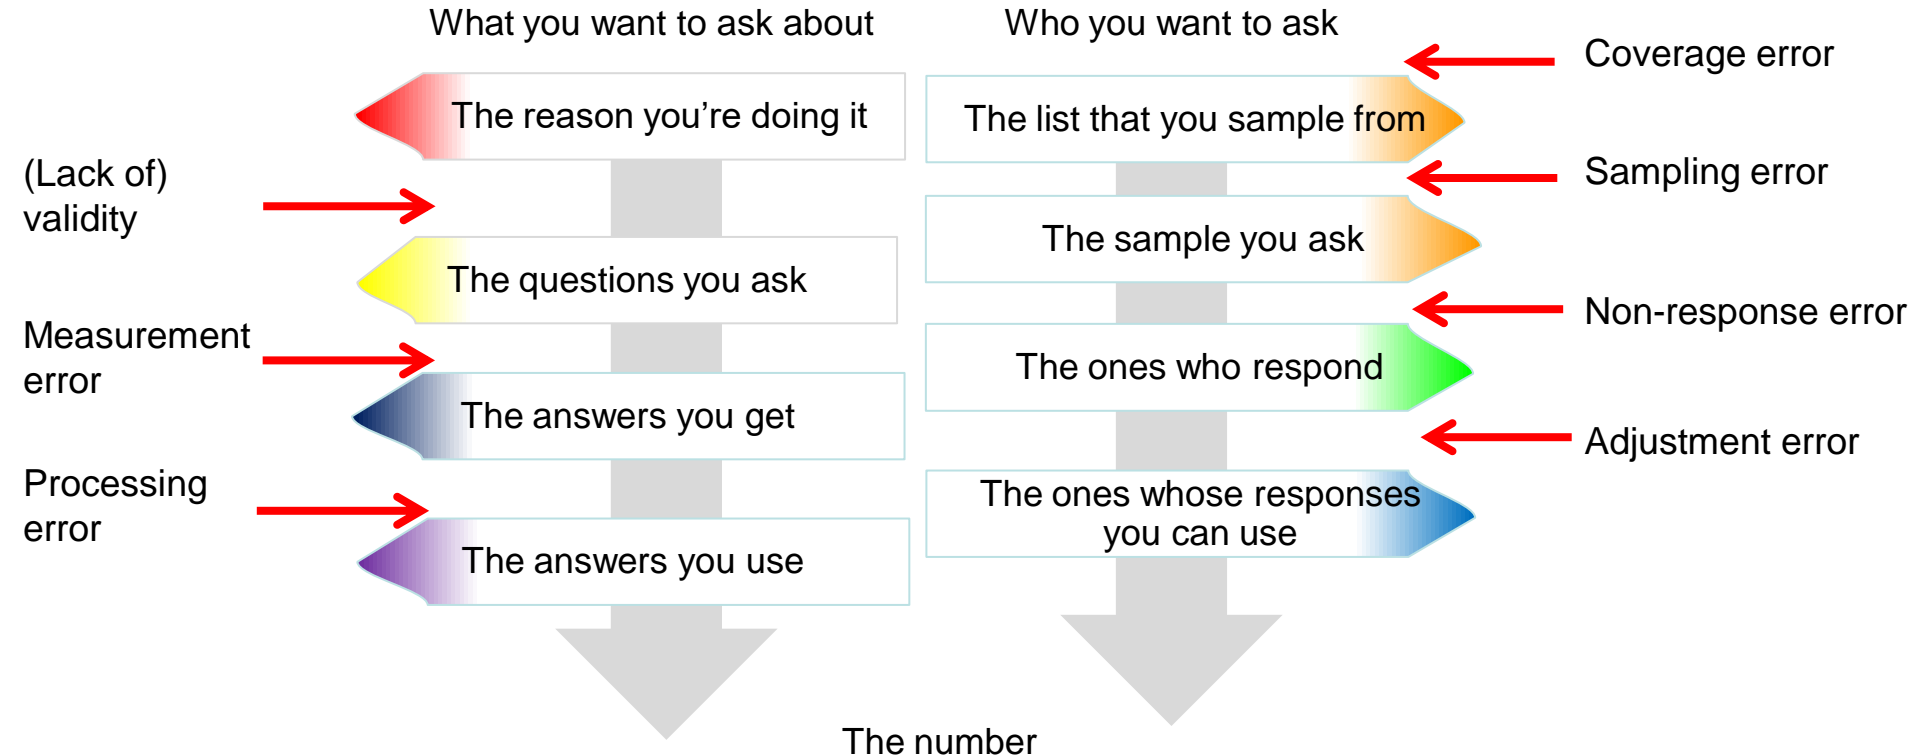 What you want to ask about
Who you want to ask
Coverage error
The reason you’re doing it
The list that you sample from
(Lack of)
validity
Sampling error
The sample you ask
The questions you ask
Non-response error
Measurement
error
The ones who respond
The answers you get
Adjustment error
Processing
error
The ones whose responses
you can use
The answers you use
The number